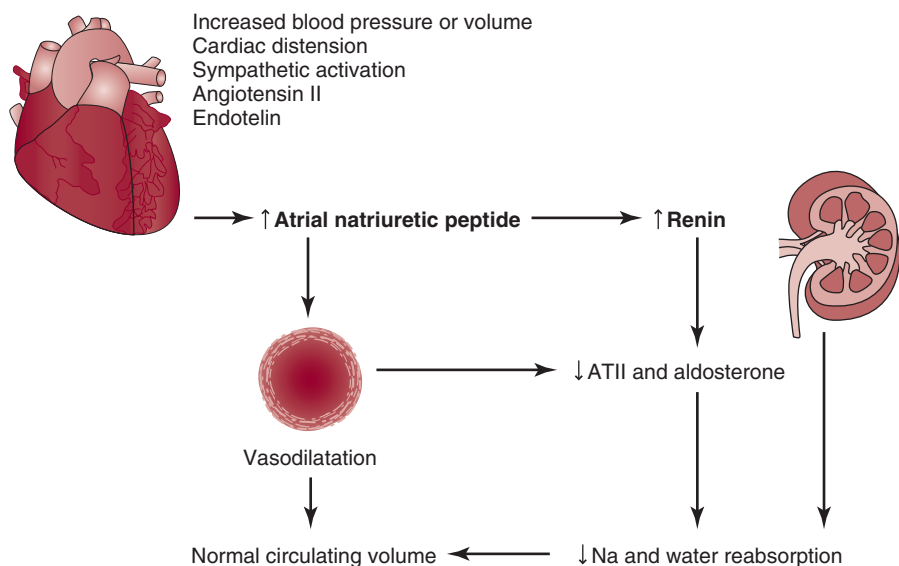 Increased blood pressure or volume
Cardiac distension
Sympathetic activation
Angiotensin II
Endotelin
↑Atrial natriuretic peptide
↑Renin
↓ATII and aldosterone
Vasodilatation
Normal circulating volume
↓Na and water reabsorption